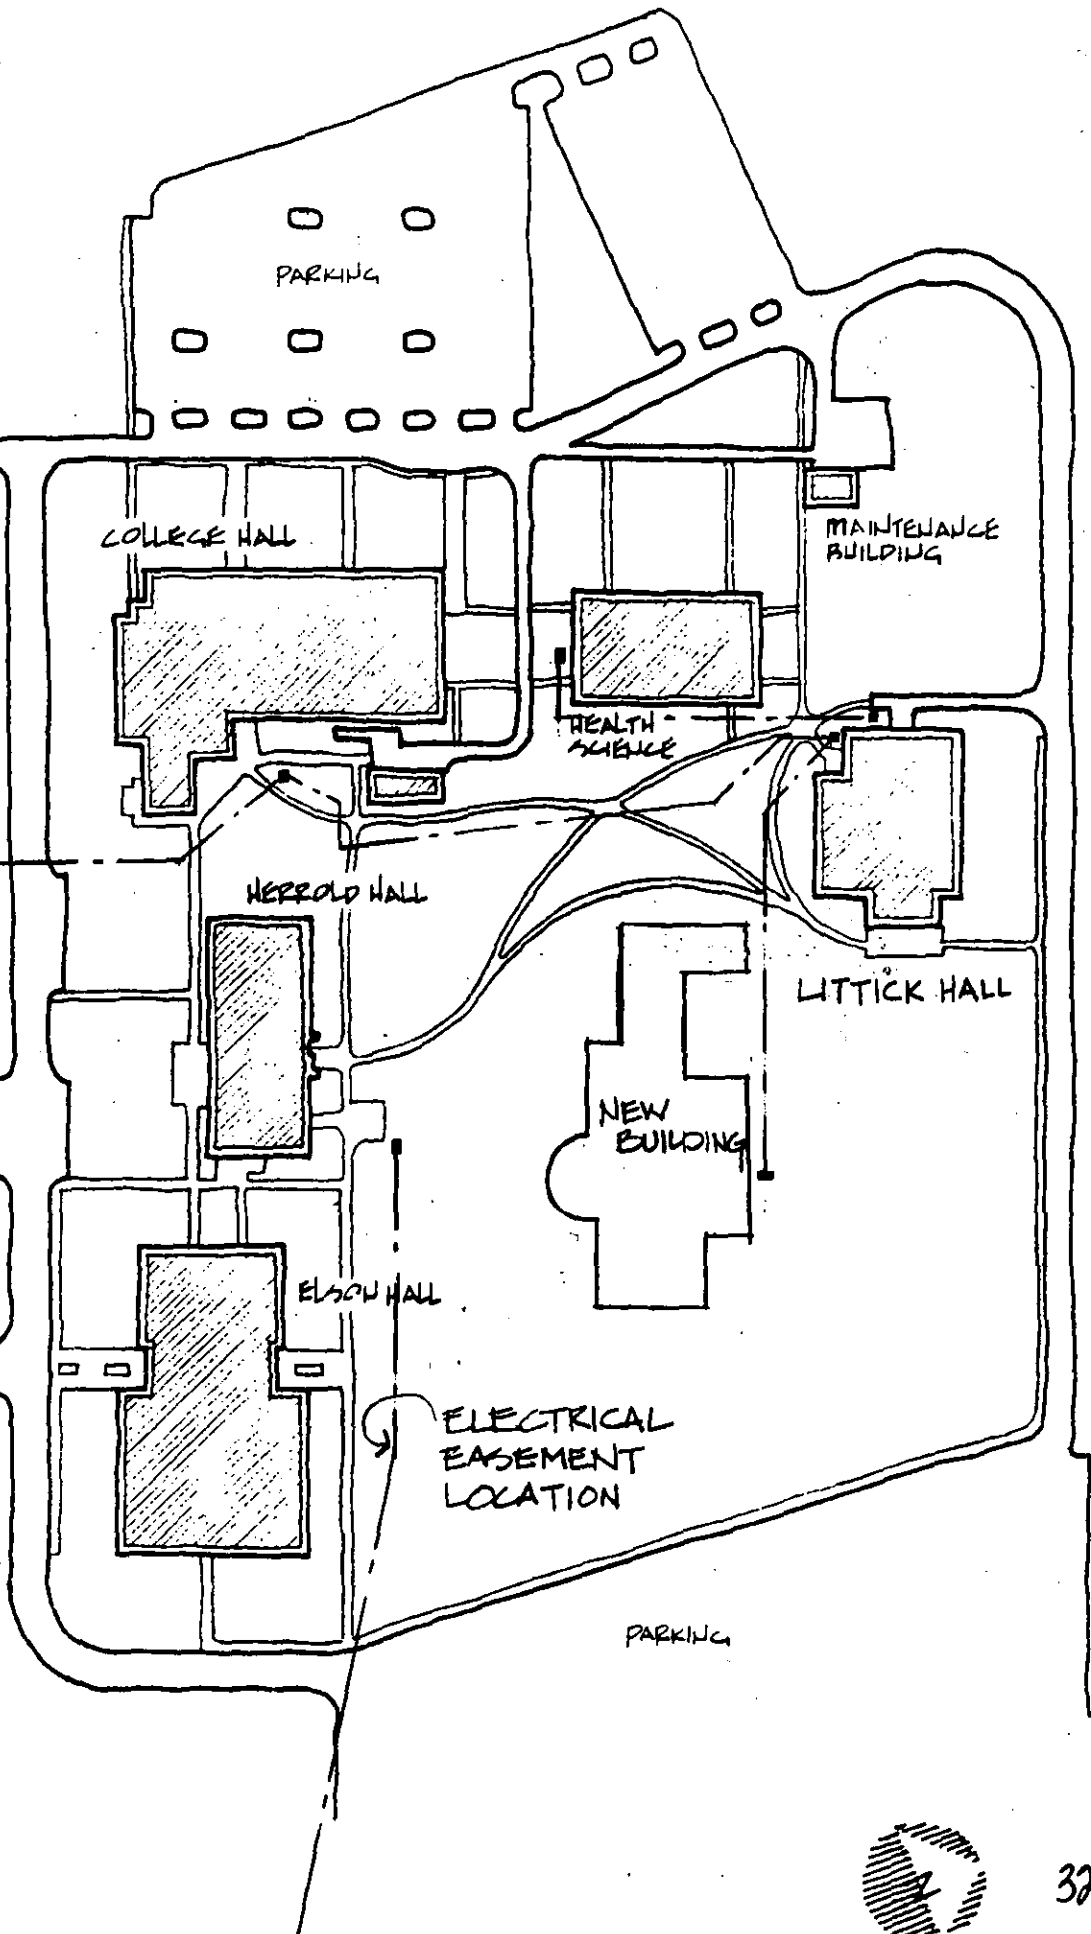 PARKING
COLLEGE HALL
MAINTENANCE
BUILDING
HEALTH
SCIENCE
HERROLD HALL
LITTICK HALL
NEW
BUILDING
ELSON HALL
ELECTRICAL
EASEMENT
LOCATION
PARKING
32